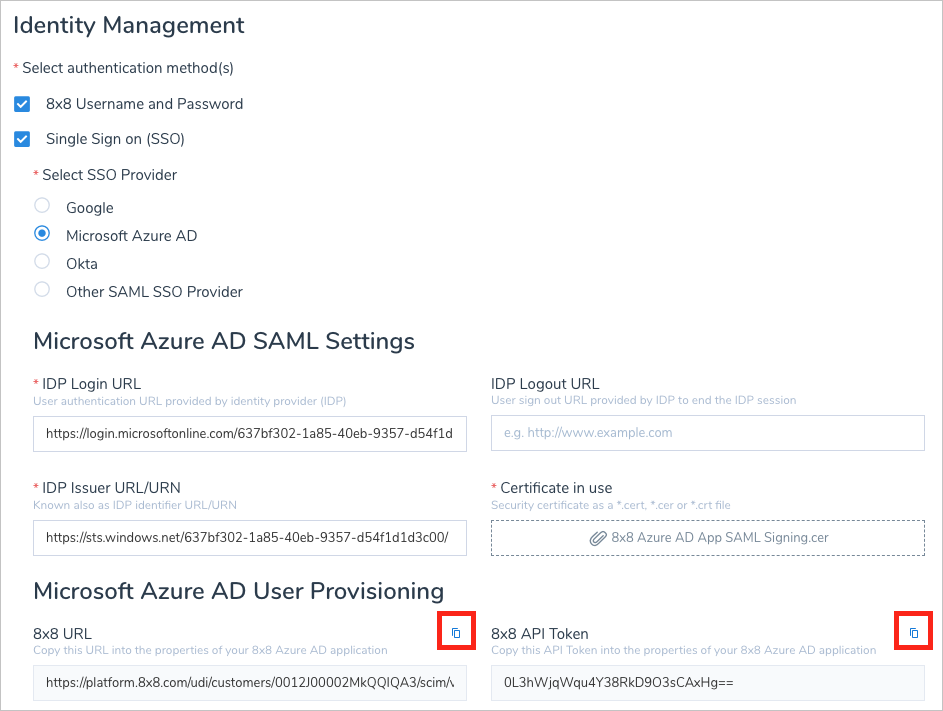 Identity Management
* Select authentication method(s)
8x8 Username and Password
Single Sign on (SSO)
* Select SSO Provider
Google
Microsoft Azure AD
Okta
Other SAML SSO Provider
Microsoft Azure AD SAML Settings
* IDP Login URL
User authentication URL provided by identity provider (IDP)
https://login.microsoftonline.com/637bf302-1a85-40eb-9357-d54f1d
IDP Logout URL
User sign out URL provided by IDP to end the IDP session
e.g. http://www.example.com
* IDP Issuer URL/URN
Known also as IDP identifier URL/URN
https://sts.windows.net/637bf302-1a85-40eb-9357-d54f1d1d3c00/
* Certificate in use
Security certificate as a *.cert, *.cer or *.crt file
8x8 Azure AD App SAML Signing.cer
Microsoft Azure AD User Provisioning
8x8 URL
Copy this URL into the properties of your 8x8 Azure AD application
https://platform.8x8.com/udi/customers/0012J00002MkQQIQA3/scim/v
8x8 API Token
Copy this API Token into the properties of your 8x8 Azure AD application
0L3hWjqWqu4Y38RkD9O3sCAxHg==